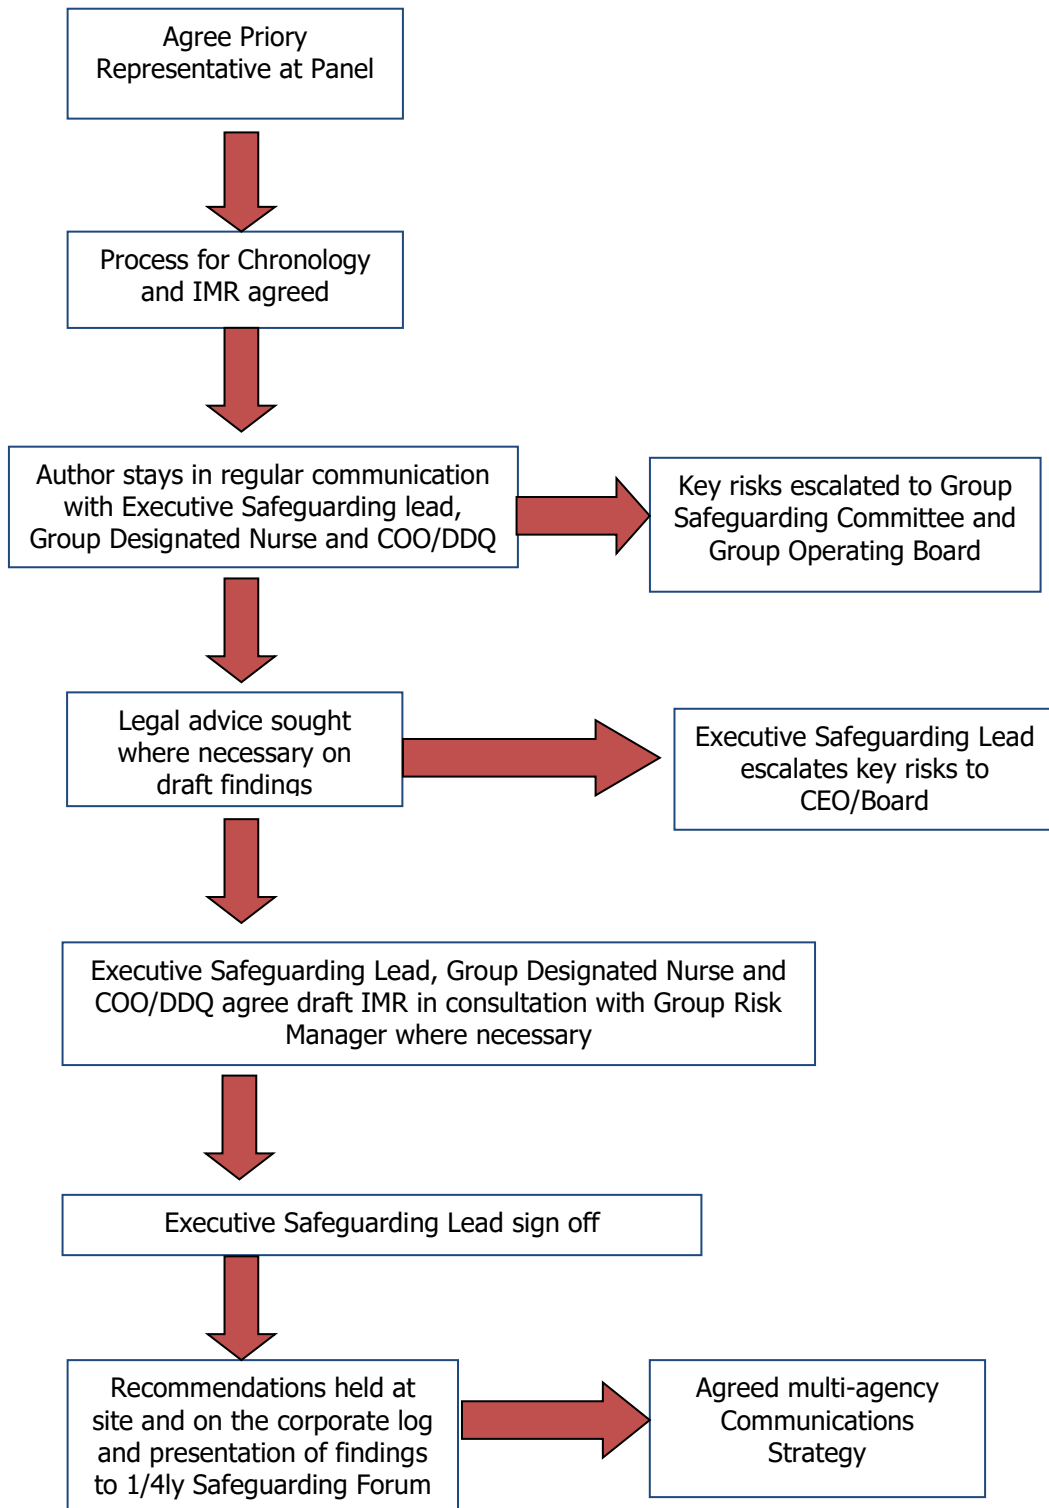 Agree Priory
Representative at Panel
Process for Chronology
and IMR agreed
Author stays in regular communication
with Executive Safeguarding lead,
Group Designated Nurse and COO/DDQ
Key risks escalated to Group
Safeguarding Committee and
Group Operating Board
Legal advice sought
where necessary on
draft findings
Executive Safeguarding Lead
escalates key risks to
CEO/Board
Executive Safeguarding Lead, Group Designated Nurse and
COO/DDQ agree draft IMR in consultation with Group Risk
Manager where necessary
Executive Safeguarding Lead sign off
Recommendations held at
site and on the corporate log
and presentation of findings
to 1/4ly Safeguarding Forum
Agreed multi-agency
Communications
Strategy